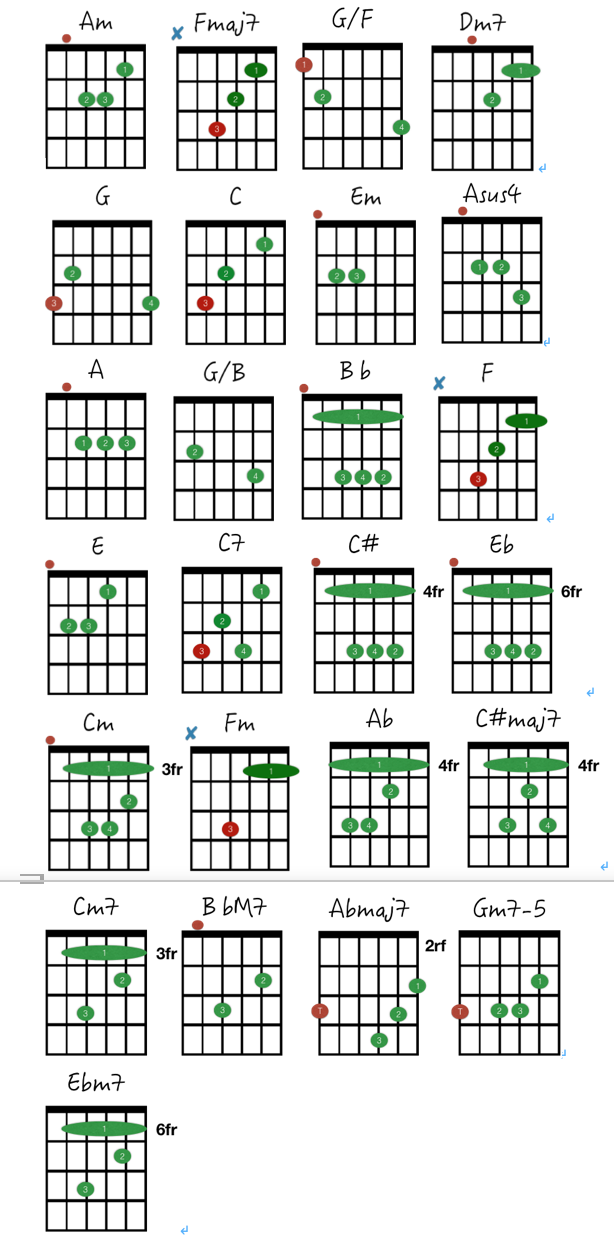 Am Fmaj7 G/F Dm7
1 2 3
1 2 3
1 2 4
1 2
G C Em Asus4
2 3 4
1 2 3
2 3
1 2 3
A G/B B b F
1 2 3
2 4
1 3 4 2
1 2 3
E C7 C# Eb
1 2 3
1 2 3 4
1 3 4 2 4fr
1 3 4 2 6fr
Cm Fm Ab C#maj7
1 2 3 4 3fr
1 3
1 2 3 4 4fr
1 2 3 4 4fr
Cm7 B bM7 Abmaj7 Gm7-5
1 2 3 3fr
2 3
2rf 1 T 2 3
1 T 2 3
Ebm7
1 2 3 6fr